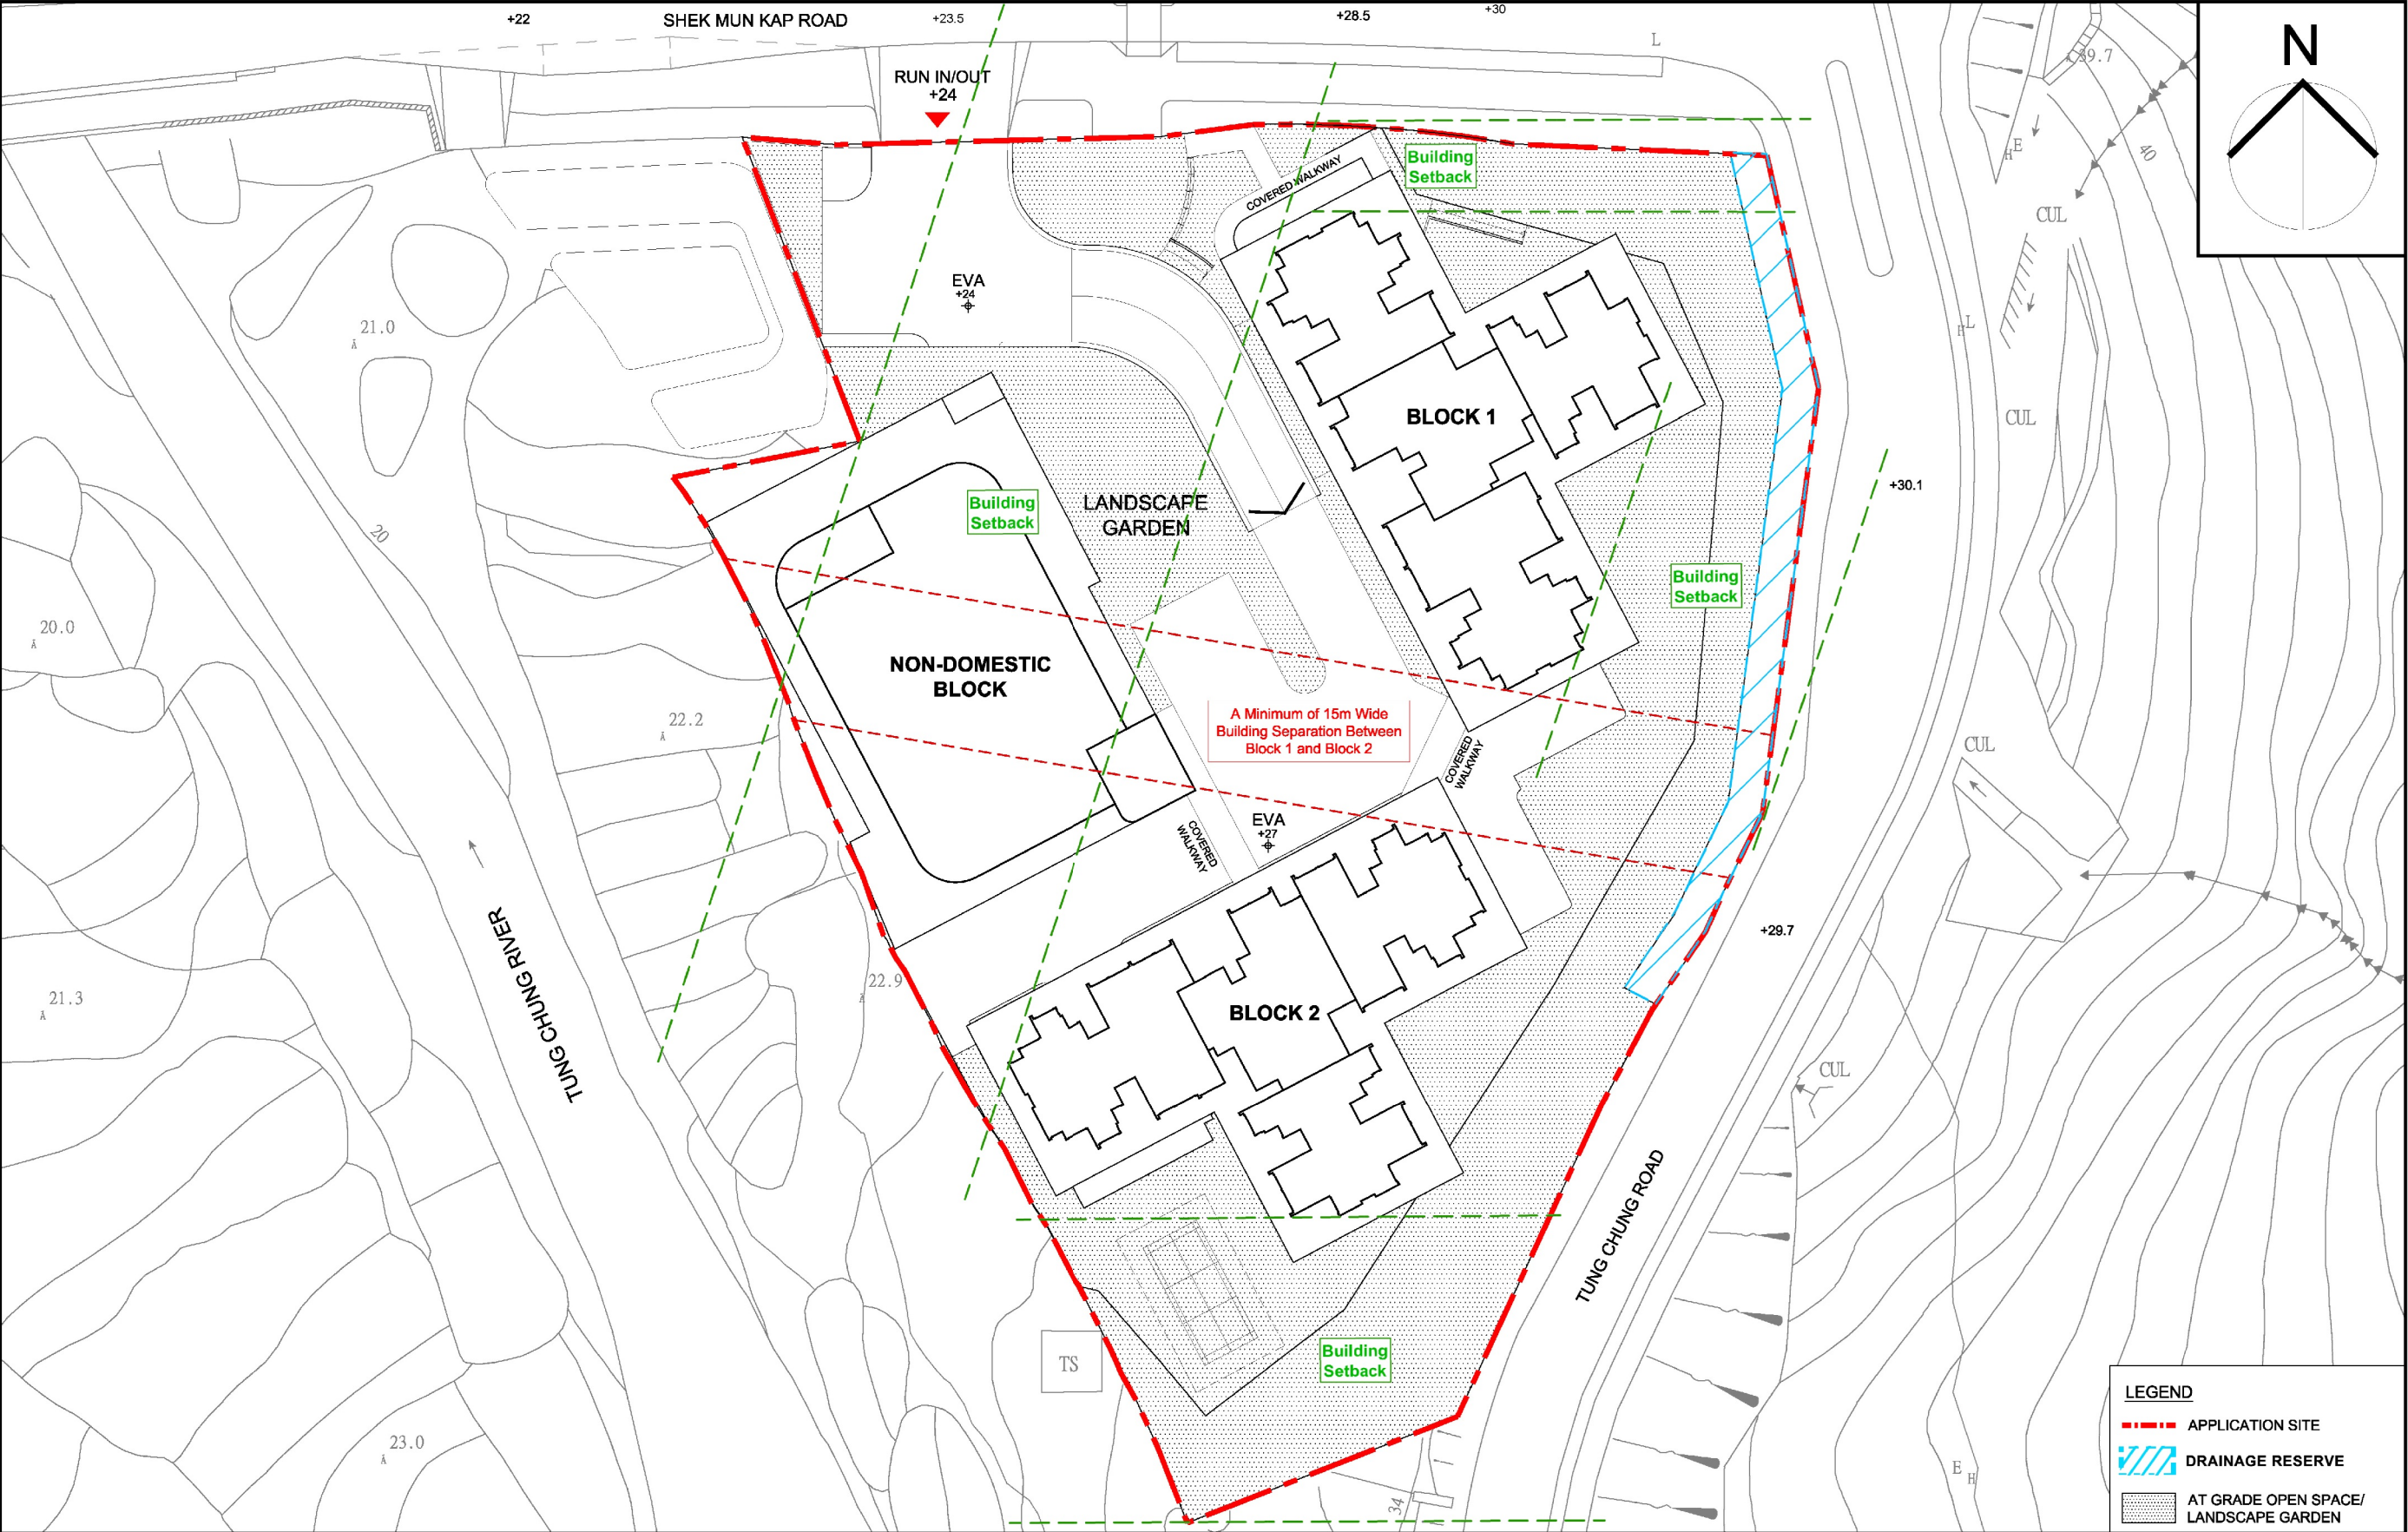 +22
SHEK MUN KAP ROAD
+23.5
+28.5
+30
L
39.7
N
RUN IN/OUT
+24
COVERED WALKWAY
Building
Setback
H
E
40
CUL
EVA
+24
21.0
H
L
BLOCK 1
CUL
+30.1
20
Building
Setback
LANDSCAPE
GARDEN
Building
Setback
20.0
NON-DOMESTIC
BLOCK
22.2
A Minimum of 15m Wide
Building Separation Between
Block 1 and Block 2
COVERED
WALKWAY
CUL
EVA
+27
COVERED
WALKWAY
+29.7
TUNG CHUNG RIVER
22.9
21.3
BLOCK 2
CUL
TUNG CHUNG ROAD
TS
Building
Setback
23.0
34
E
H
LEGEND
APPLICATION SITE
DRAINAGE RESERVE
AT GRADE OPEN SPACE/
LANDSCAPE GARDEN